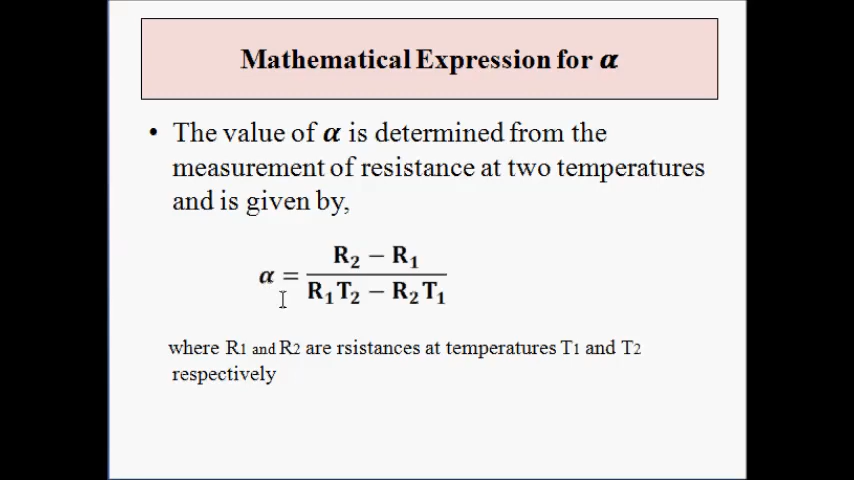 Mathematical Expression for α
• The value of α is determined from the
measurement of resistance at two temperatures
and is given by,
α = (R₂ − R₁) / (R₁T₂ − R₂T₁)
where R1 and R2 are rsistances at temperatures T1 and T2
respectively